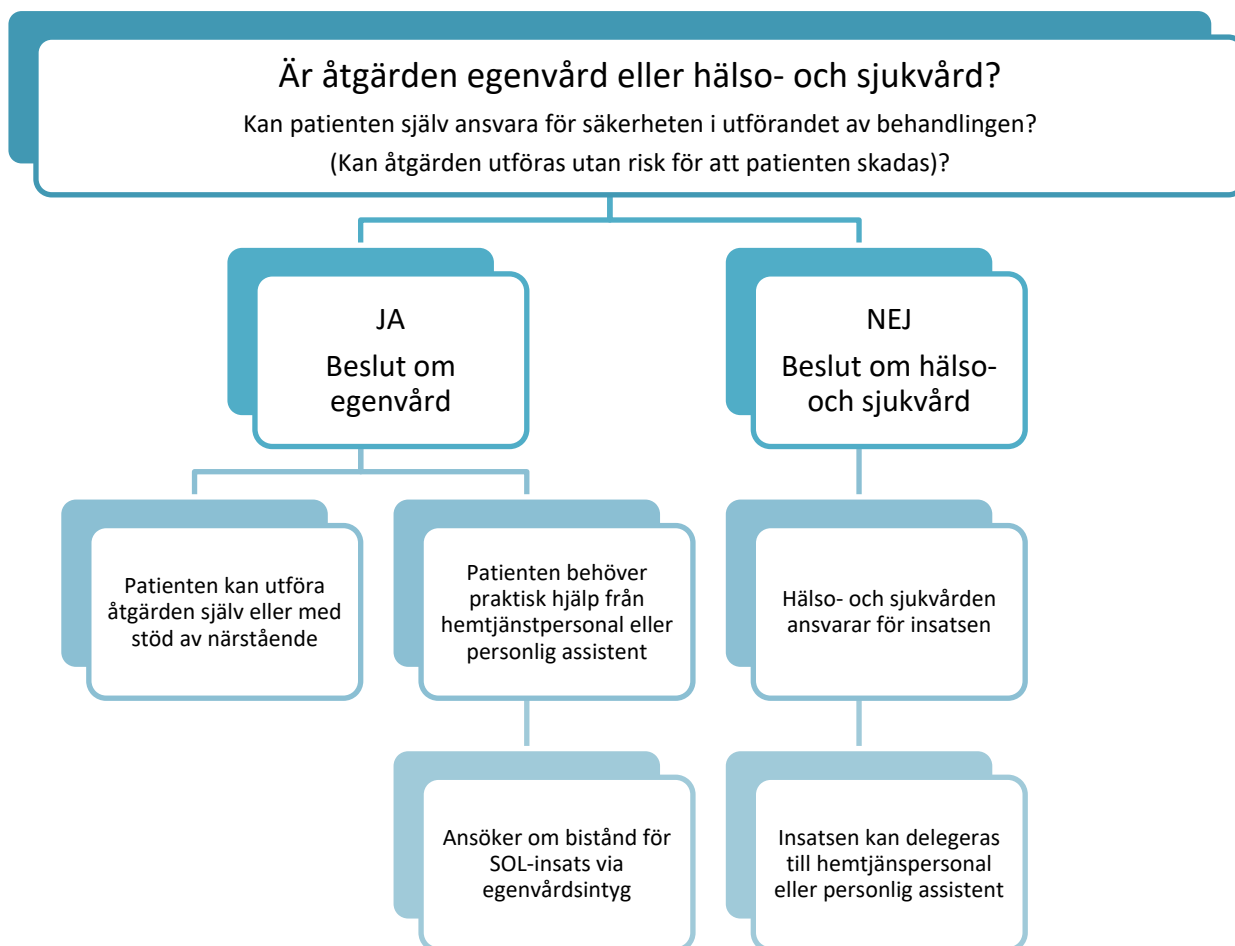 Är åtgärden egenvård eller hälso- och sjukvård?
Kan patienten själv ansvara för säkerheten i utförandet av behandlingen?
(Kan åtgärden utföras utan risk för att patienten skadas)?
JA
Beslut om
egenvård
NEJ
Beslut om hälso-
och sjukvård
Patienten kan utföra
åtgärden själv eller med
stöd av närstående
Patienten behöver
praktisk hjälp från
hemtjänstpersonal eller
personlig assistent
Hälso- och sjukvården
ansvarar för insatsen
Ansöker om bistånd för
SOL-insats via
egenvårdsintyg
Insatsen kan delegeras
till hemtjänspersonal
eller personlig assistent